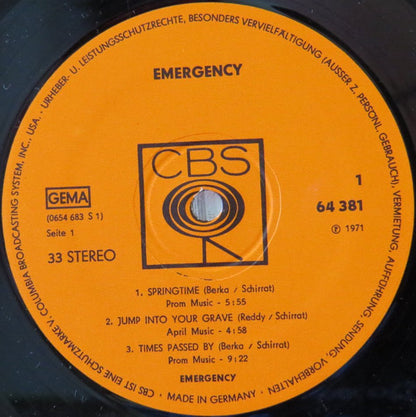 URHEBER- U. LEISTUNGSSCHUTZRECHTE, BESONDERS VERVIELFÄLTIGUNG (AUSSER Z. PERSÖNL. GEBRAUCH), VERMIETUNG, AUFFÜHRUNG, SENDUNG, VORBEHALTEN
EMERGENCY
CBS
GEMA
(0654 683 S 1)
Seite 1
33 STEREO
1
64 381
℗ 1971
1. SPRINGTIME (Berka / Schirrat)
Prom Music - 5:55
2. JUMP INTO YOUR GRAVE (Reddy / Schirrat)
April Music - 4:58
3. TIMES PASSED BY (Berka / Schirrat)
Prom Music - 9:22
EMERGENCY
MADE IN GERMANY
CBS IST EINE SCHUTZMARKE V. COLUMBIA BROADCASTING SYSTEM, INC., USA.